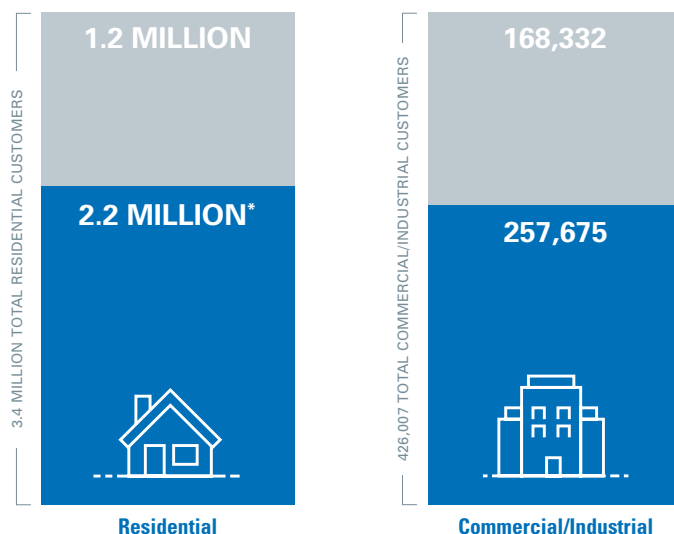 3.4 MILLION TOTAL RESIDENTIAL CUSTOMERS
1.2 MILLION
2.2 MILLION*
Residential
426,007 TOTAL COMMERCIAL/INDUSTRIAL CUSTOMERS
168,332
257,675
Commercial/Industrial